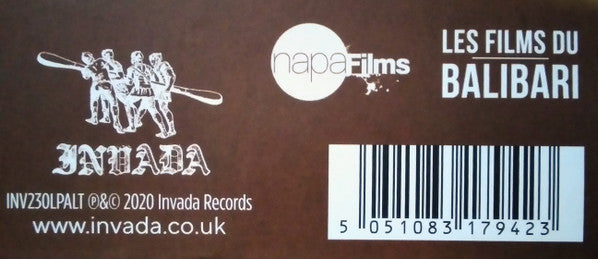 napaFilms
LES FILMS DU
BALIBARI
INVADA
INV230LPALT ℗&© 2020 Invada Records
www.invada.co.uk
5 051083 179423